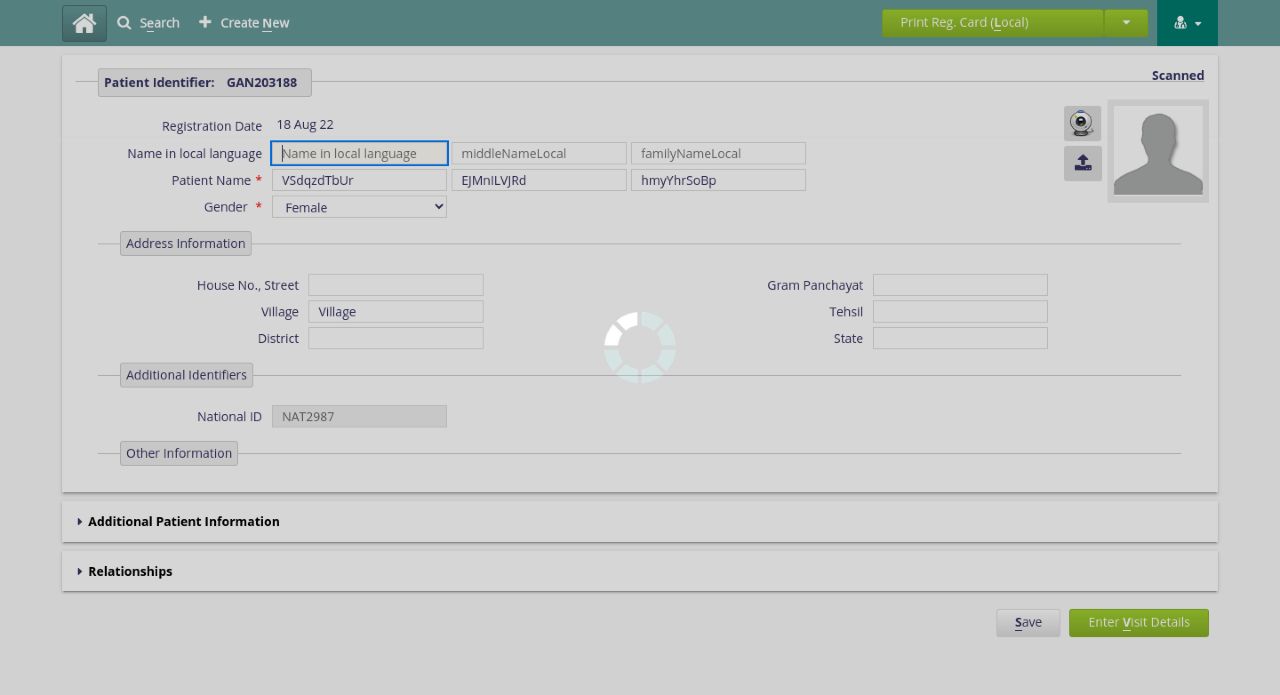 Search Create New Print Reg. Card (Local)
Patient Identifier: GAN203188 Scanned
Registration Date 18 Aug 22
Name in local language Name in local language middleNameLocal familyNameLocal
Patient Name * VSdqzdTbUr EJMnILVJRd hmyYhrSoBp
Gender * Female
Address Information
House No., Street Gram Panchayat
Village Village Tehsil
District State
Additional Identifiers
National ID NAT2987
Other Information
Additional Patient Information
Relationships
Save Enter Visit Details